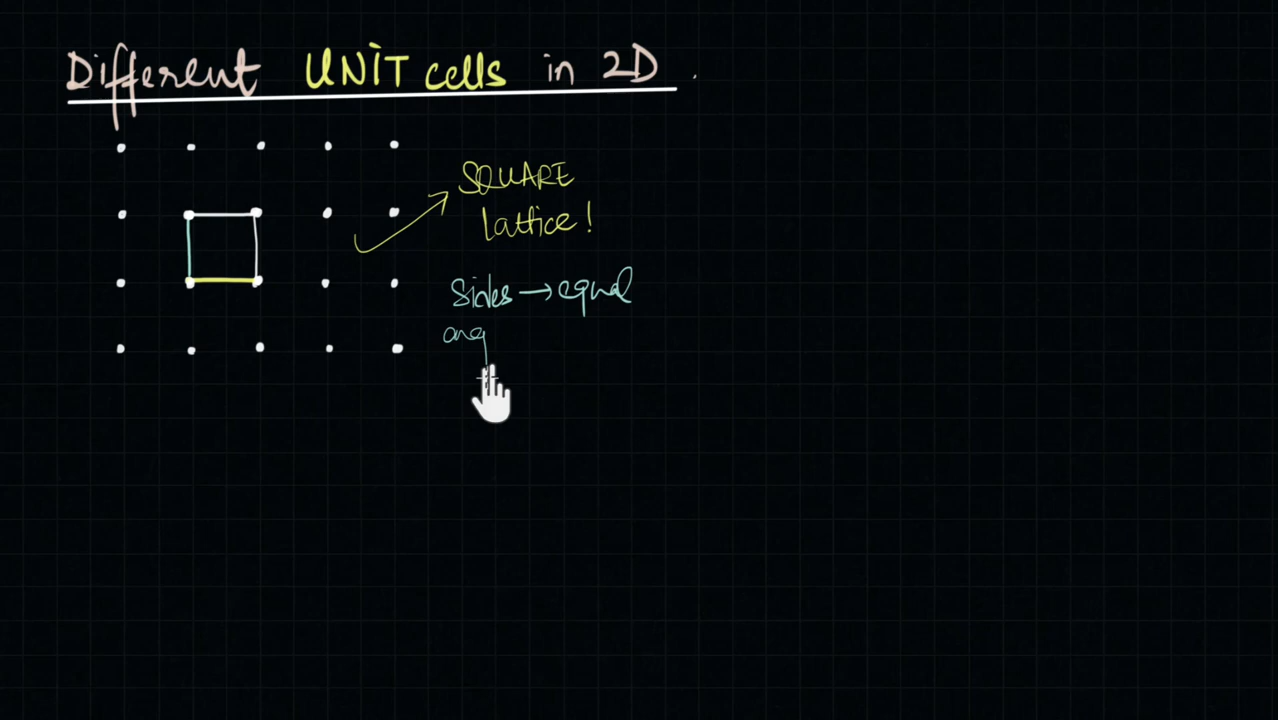 Different UNIT cells in 2D.
SQUARE
lattice!
Sides → equal
ang